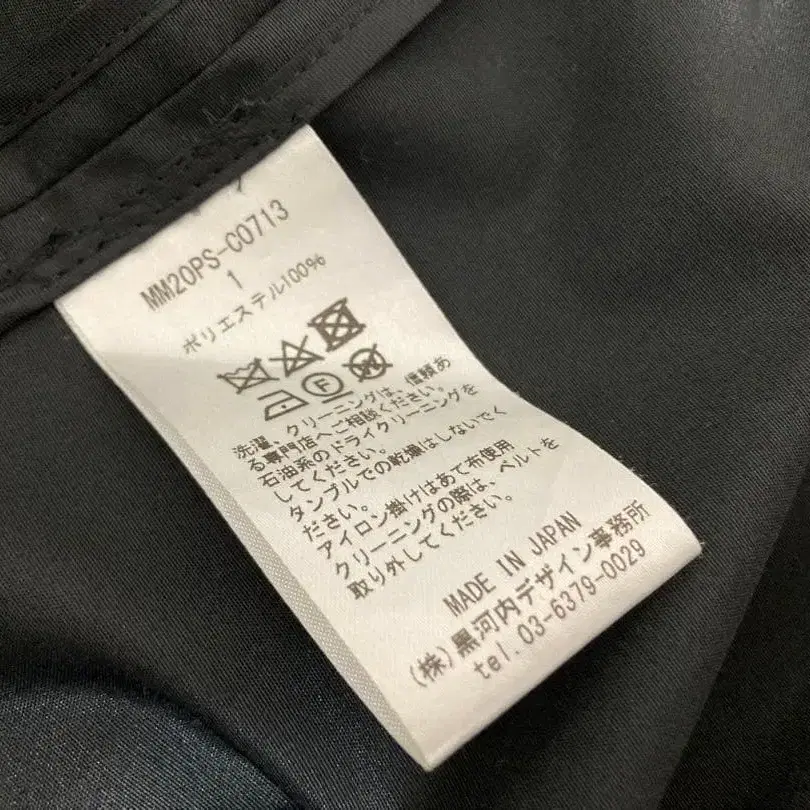 MM20PS-C0713
1
ポリエステル100%
F
洗濯、クリーニングは、信頼あ
る専門店へご相談ください。
石油系のドライクリーニングを
してください。
タンブルでの乾燥はしないでく
ださい。
アイロン掛けはあて布使用
クリーニングの際は、ベルトを
取り外してください。
MADE IN JAPAN
(株)黒河内デザイン事務所
tel.03-6379-0029